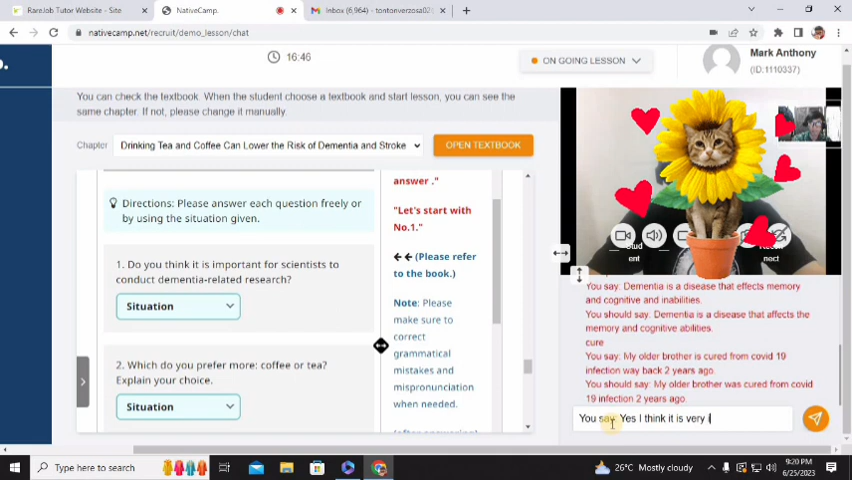 RareJob Tutor Website - Site
NativeCamp.
Inbox (6,964) - tontonverzosa02
nativecamp.net/recruit/demo_lesson/chat
16:46
ON GOING LESSON
Mark Anthony
(ID:1110337)
You can check the textbook. When the student choose a textbook and start lesson, you can see the
same chapter. If not, please change it manually.
Chapter
Drinking Tea and Coffee Can Lower the Risk of Dementia and Stroke
OPEN TEXTBOOK
Directions: Please answer each question freely or
by using the situation given.
1. Do you think it is important for scientists to
conduct dementia-related research?
Situation
2. Which do you prefer more: coffee or tea?
Explain your choice.
Situation
answer ."
"Let's start with
No.1."
(Please refer
to the book.)
Note: Please
make sure to
correct
grammatical
mistakes and
mispronunciation
when needed.
(after answering)
Stud
ent
nect
You say: Dementia is a disease that effects memory
and cognitive and inabilities.
You should say: Dementia is a disease that affects the
memory and cognitive abilities.
cure
You say: My older brother is cured from covid 19
infection way back 2 years ago.
You should say: My older brother was cured from covid
19 infection 2 years ago
You say: Yes I think it is very i
Type here to search
26°C Mostly cloudy
9:20 PM
6/25/2023